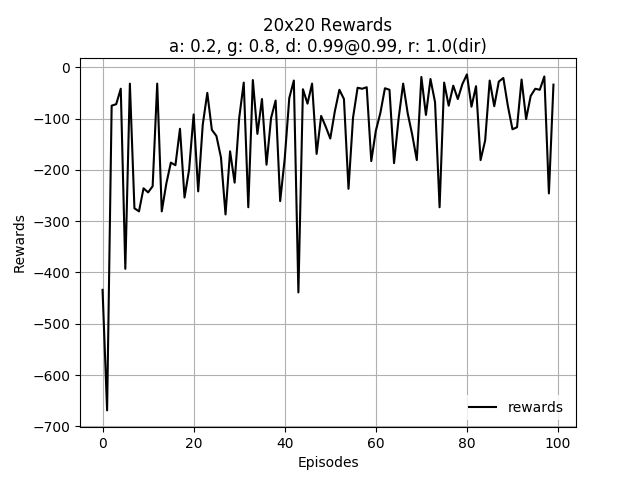 20x20 Rewards
a: 0.2, g: 0.8, d: 0.99@0.99, r: 1.0(dir)
0
−100
−200
−300
−400
−500
−600
−700
Rewards
rewards
0 20 40 60 80 100
Episodes